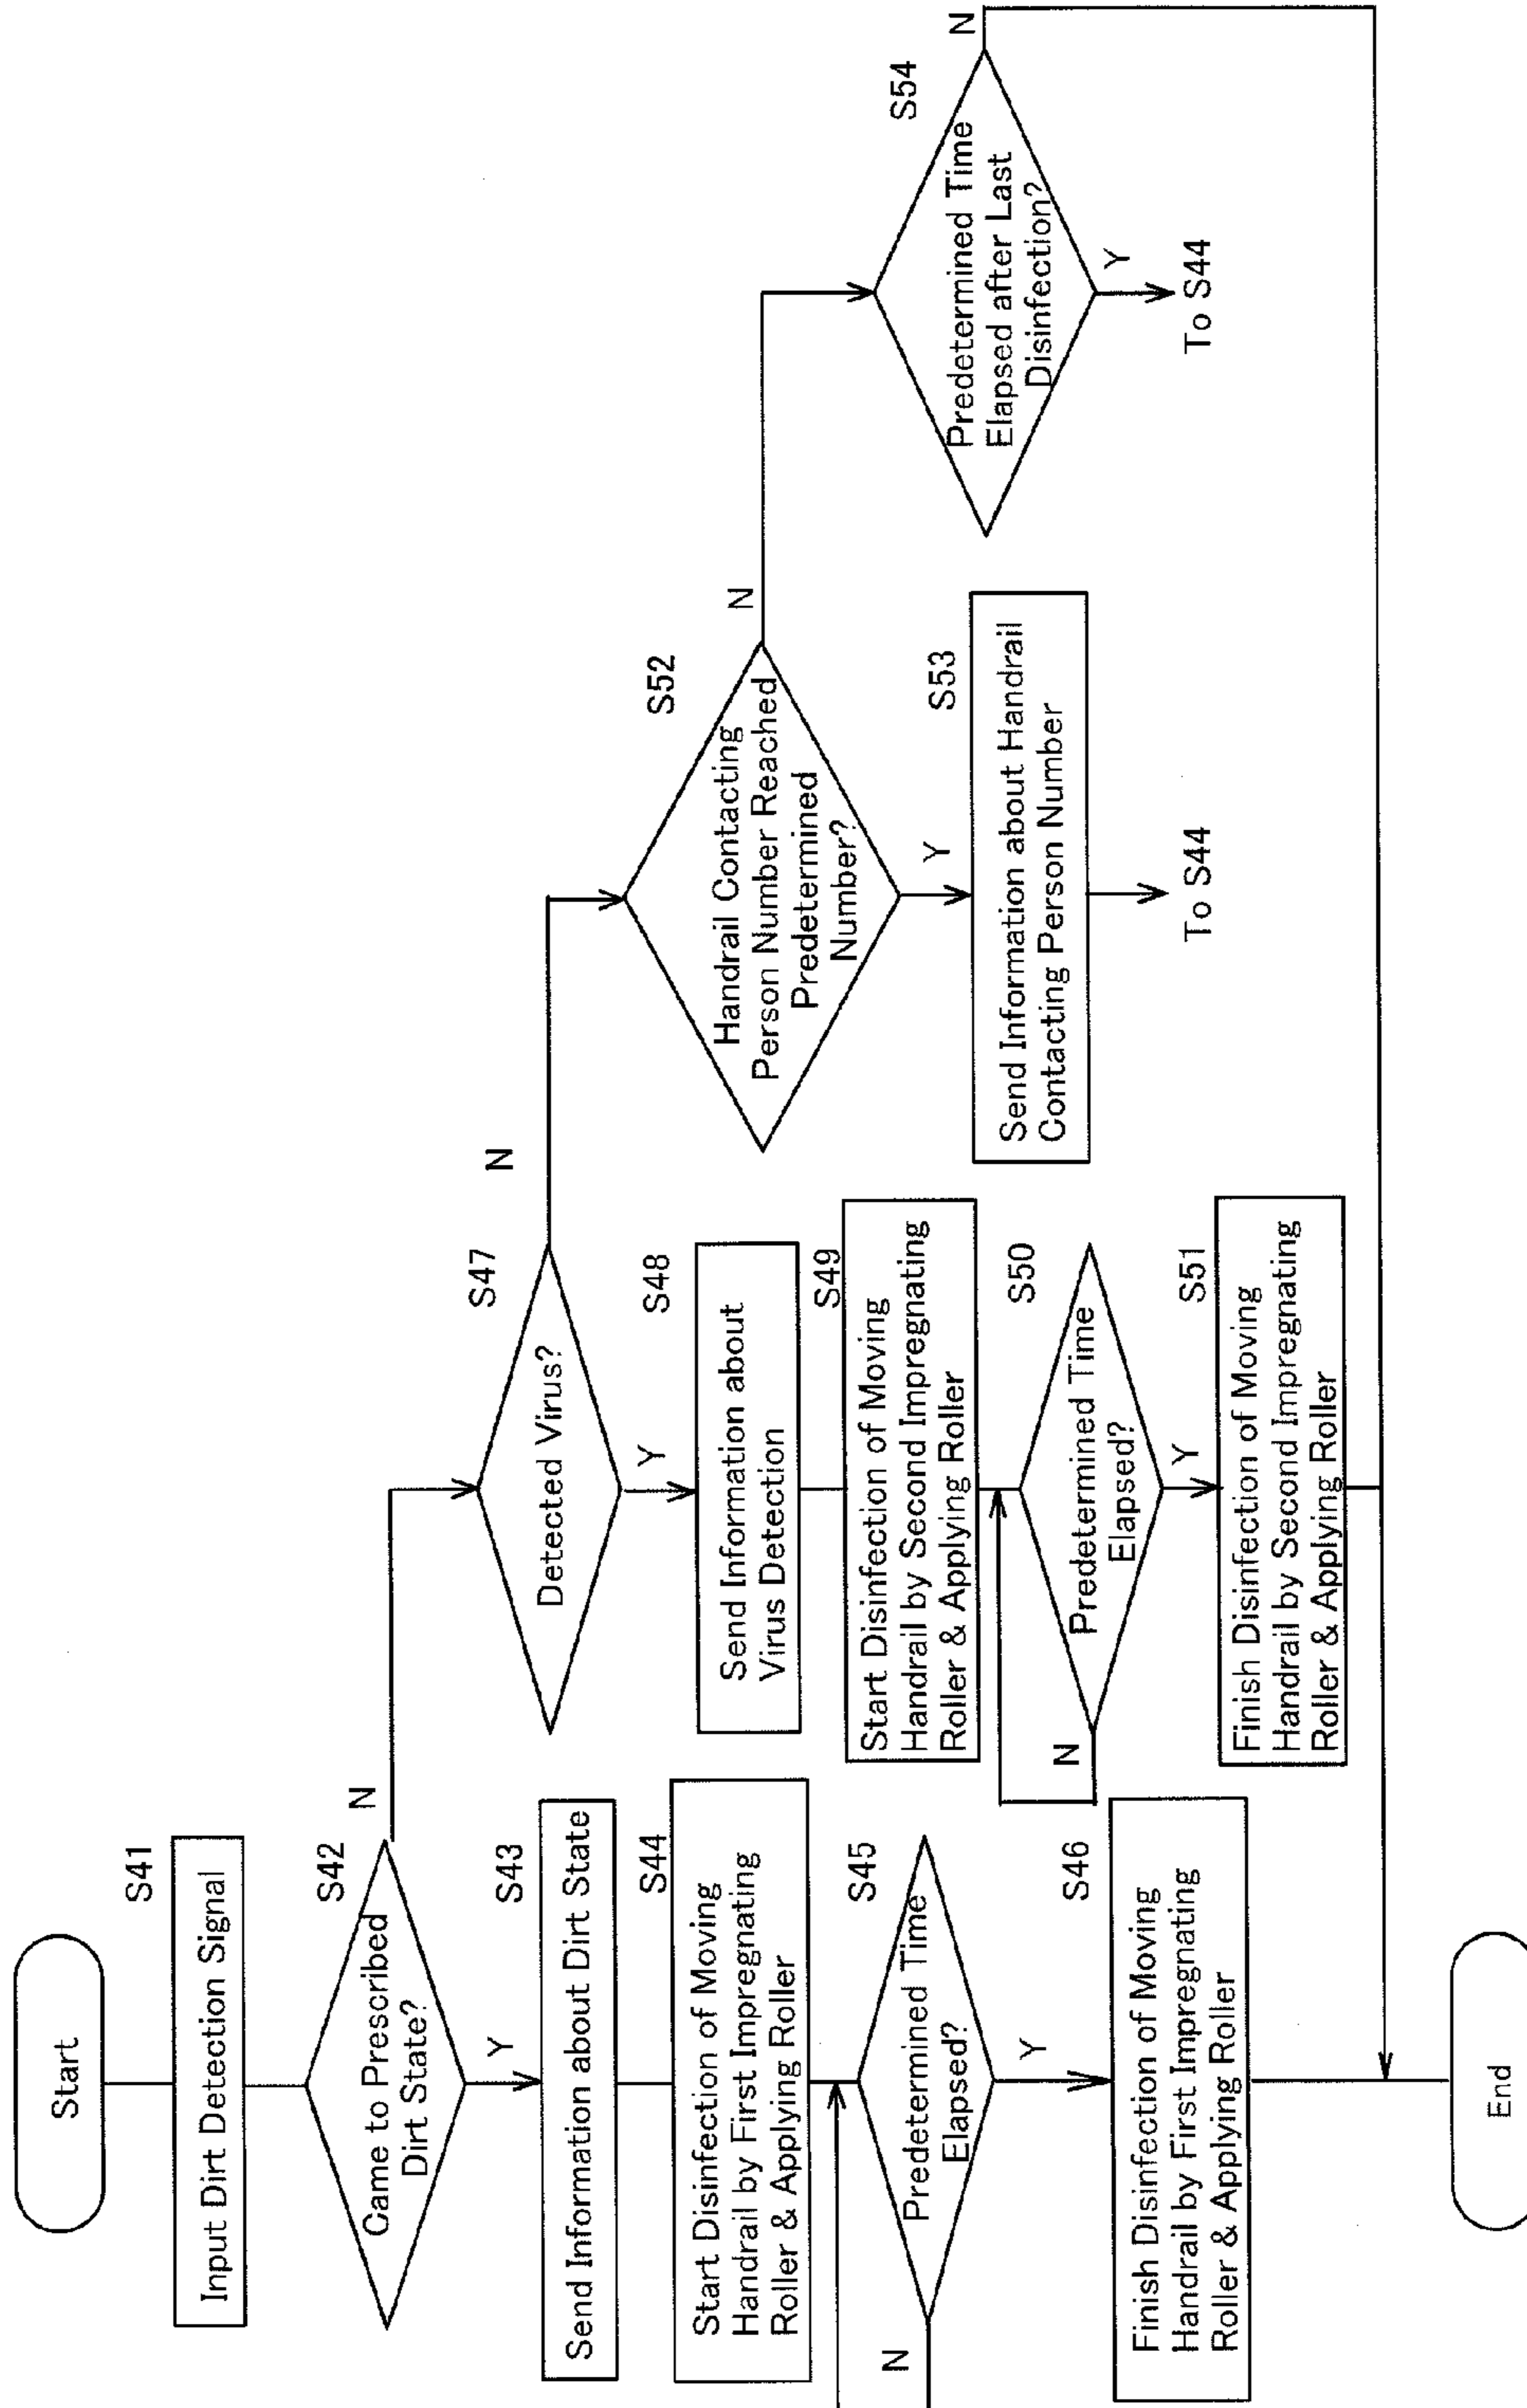 Start
S41
Input Dirt Detection Signal
S42
Came to Prescribed
Dirt State?
N
Y
S43
Send Information about Dirt State
S44
Start Disinfection of Moving
Handrail by First Impregnating
Roller & Applying Roller
S45
Predetermined Time
Elapsed?
N
Y
S46
Finish Disinfection of Moving
Handrail by First Impregnating
Roller & Applying Roller
End
S47
Detected Virus?
N
Y
S48
Send Information about
Virus Detection
S49
Start Disinfection of Moving
Handrail by Second Impregnating
Roller & Applying Roller
S50
Predetermined Time
Elapsed?
N
Y
S51
Finish Disinfection of Moving
Handrail by Second Impregnating
Roller & Applying Roller
S52
Handrail Contacting
Person Number Reached
Predetermined
Number?
N
Y
S53
Send Information about Handrail
Contacting Person Number
To S44
S54
Predetermined Time
Elapsed after Last
Disinfection?
N
Y
To S44